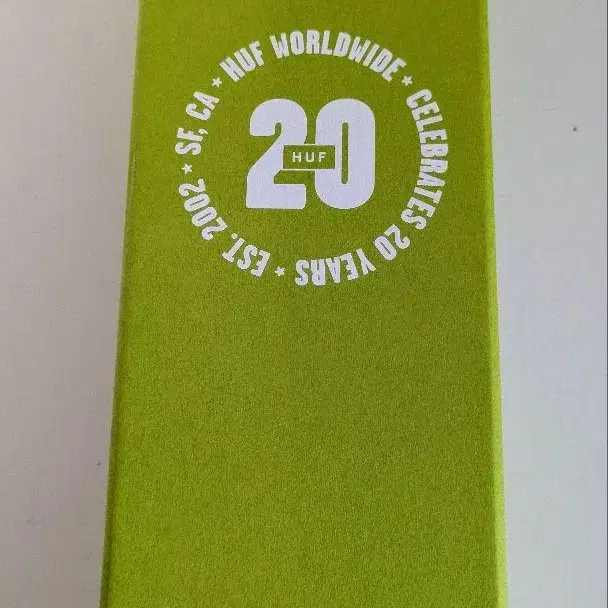 HUF WORLDWIDE ★ CELEBRATES 20 YEARS ★ EST. 2002 ★ SF, CA ★
20
HUF